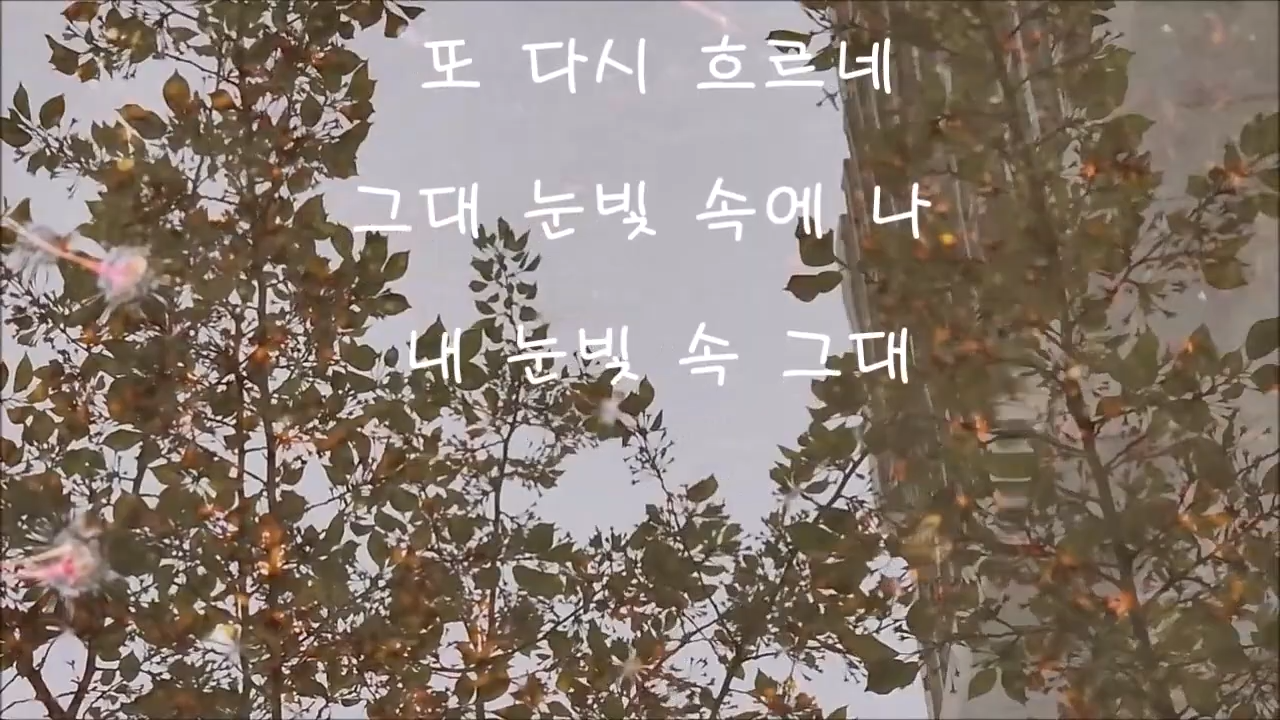 또 다시 흐르네
그대 눈빛 속에 나
내 눈빛 속 그대